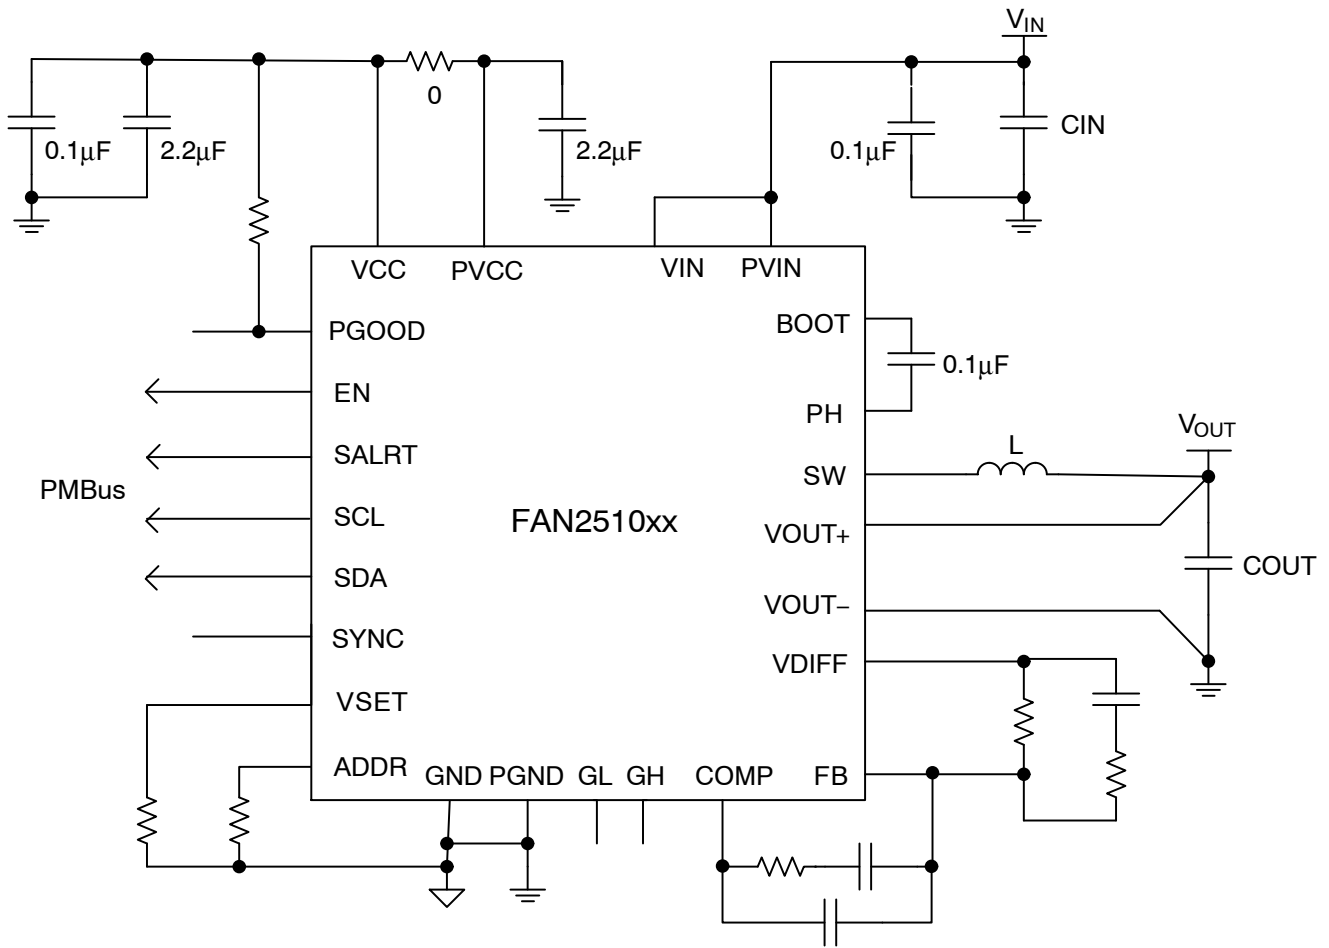 V_IN
0
0.1μF
2.2μF
2.2μF
0.1μF
CIN
VCC
PVCC
VIN
PVIN
PGOOD
BOOT
0.1μF
EN
PH
SALRT
SW
L
V_OUT
PMBus
SCL
FAN2510xx
VOUT+
COUT
SDA
VOUT−
SYNC
VDIFF
VSET
ADDR
GND
PGND
GL
GH
COMP
FB